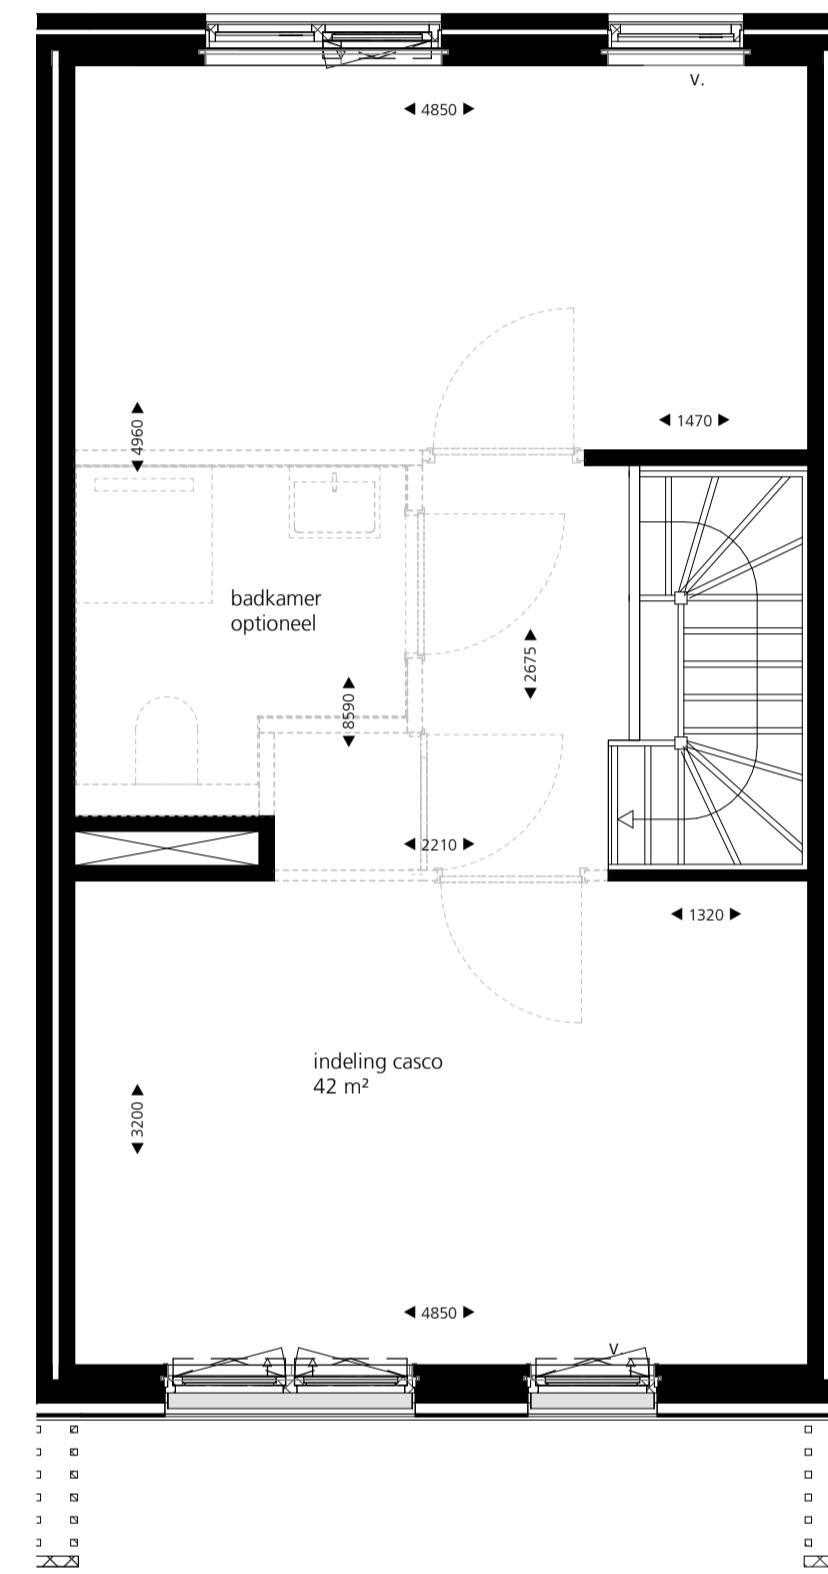 V.
4850
4960
1470
badkamer
optioneel
2675
8590
2210
1320
indeling casco
42 m²
3200
4850
V